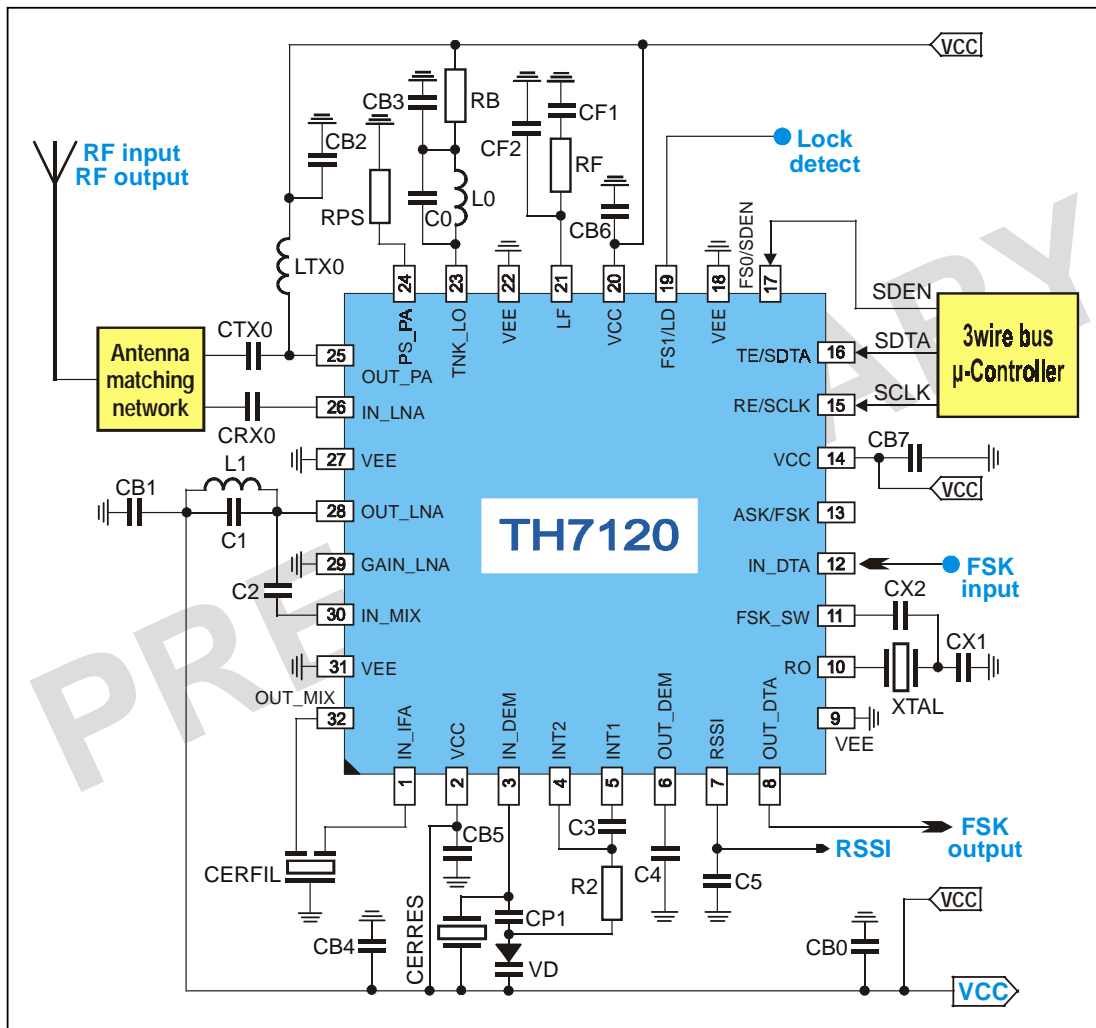 VCC
RB
CB3
CF1
CB2
CF2
RF
Lock
detect
RF input
RF output
RPS
C0
L0
CB6
LTX0
24
23
22
21
20
19
18
17
FS0/SDEN
PS_PA
TNK_LO
VEE
LF
VCC
FS1/LD
VEE
SDEN
SDTA
SCLK
3wire bus
µ-Controller
Antenna
matching
network
CTX0
CRX0
25
OUT_PA
26
IN_LNA
27
VEE
28
OUT_LNA
29
GAIN_LNA
30
IN_MIX
31
VEE
OUT_MIX
32
L1
CB1
C1
C2
TH7120
TE/SDTA
16
RE/SCLK
15
VCC
14
CB7
VCC
ASK/FSK
13
IN_DTA
12
FSK
input
FSK_SW
11
CX2
CX1
RO
10
XTAL
9
VEE
IN_IFA
VCC
IN_DEM
INT2
INT1
OUT_DEM
RSSI
OUT_DTA
1
2
3
4
5
6
7
8
CERFIL
CB5
C3
R2
C4
C5
RSSI
FSK
output
CERRES
CP1
VD
CB4
CB0
VCC
VCC